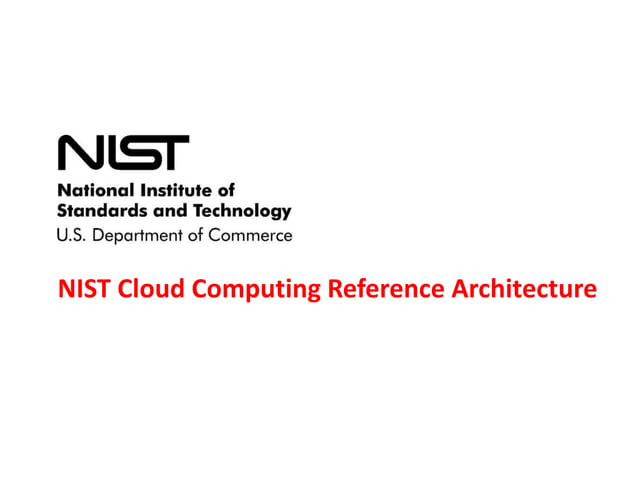 NIST
National Institute of
Standards and Technology
U.S. Department of Commerce
NIST Cloud Computing Reference Architecture